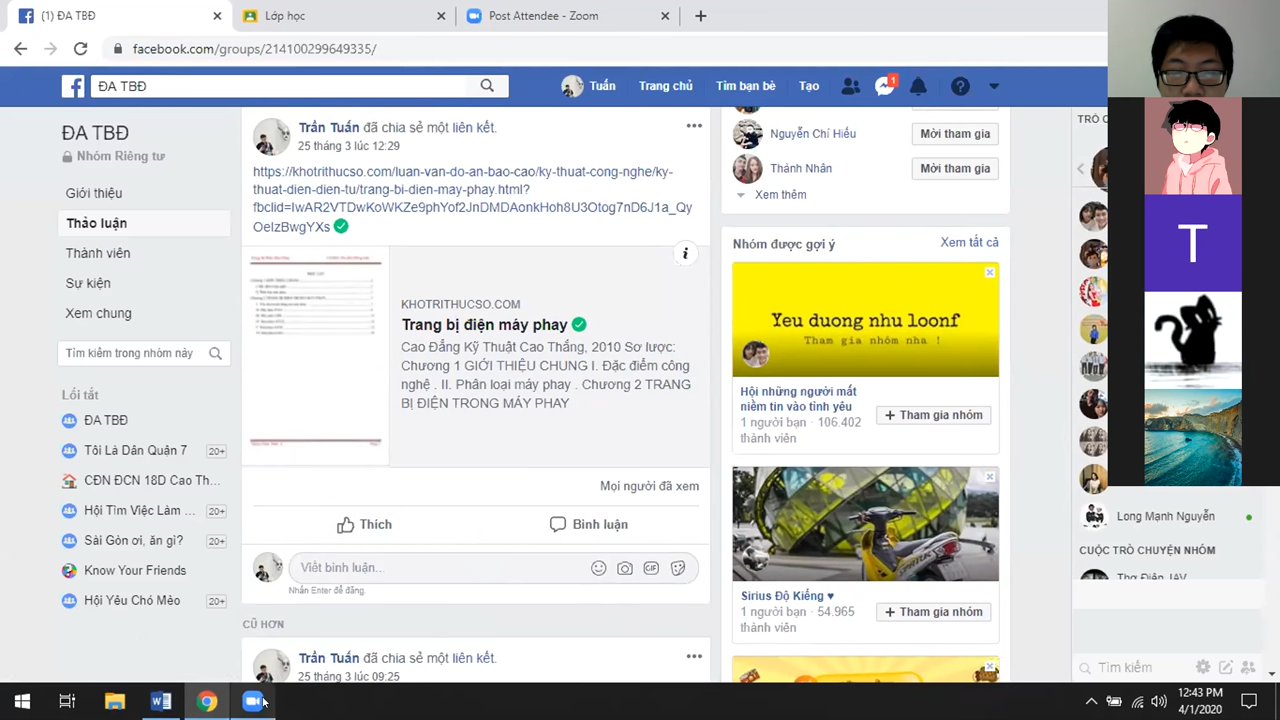 (1) ĐA TBĐ
Lớp học
Post Attendee - Zoom
facebook.com/groups/214100299649335/
ĐA TBĐ
Tuấn
Trang chủ
Tìm bạn bè
Tạo
1
ĐA TBĐ
Nhóm Riêng tư
Giới thiệu
Thảo luận
Thành viên
Sự kiện
Xem chung
Tìm kiếm trong nhóm này
Lối tắt
ĐA TBĐ
Tôi Là Dân Quận 7
20+
CĐN ĐCN 18D Cao Th...
Hội Tìm Việc Làm ...
20+
Sài Gòn ơi, ăn gì?
20+
Know Your Friends
Hội Yêu Chó Mèo
20+
Trần Tuấn đã chia sẻ một liên kết.
25 tháng 3 lúc 12:29
https://khotrithucso.com/luan-van-do-an-bao-cao/ky-thuat-cong-nghe/ky-
thuat-dien-dien-tu/trang-bi-dien-may-phay.html?
fbclid=IwAR2VTDwKoWKZe9phYof2JnDMDAonkHoh8U3Otog7nD6J1a_Qy
OeIzBwgYXs
KHOTRITHUCSO.COM
Trang bị điện máy phay
Cao Đẳng Kỹ Thuật Cao Thắng, 2010 Sơ lược:
Chương 1 GIỚI THIỆU CHUNG I. Đặc điểm công
nghệ . II. Phân loại máy phay . Chương 2 TRANG
BỊ ĐIỆN TRONG MÁY PHAY
Mọi người đã xem
Thích
Bình luận
Viết bình luận...
GIF
Nhấn Enter để đăng.
CŨ HƠN
Trần Tuấn đã chia sẻ một liên kết.
25 tháng 3 lúc 09:25
Nguyễn Chí Hiếu
Mời tham gia
Thành Nhân
Mời tham gia
Xem thêm
Nhóm được gợi ý
Xem tất cả
Yeu duong nhu loonf
Tham gia nhóm nha !
Hội những người mất
niềm tin vào tình yêu
1 người bạn · 106.402
thành viên
+ Tham gia nhóm
Sirius Độ Kiểng ♥
1 người bạn · 54.965
thành viên
+ Tham gia nhóm
TRÒ C
T
Long Mạnh Nguyễn
CUỘC TRÒ CHUYỆN NHÓM
Thợ Điện JAV
Tìm kiếm
12:43 PM
4/1/2020